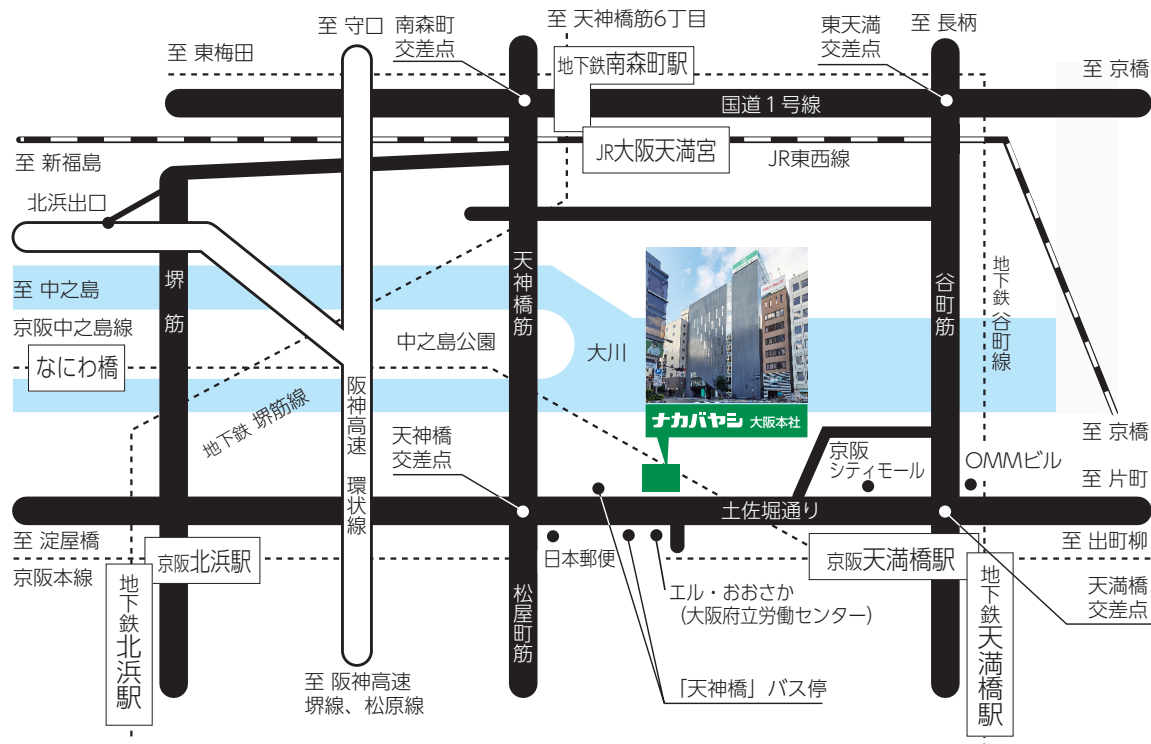 至 守口
南森町
交差点
至 天神橋筋6丁目
東天満
交差点
至 長柄
至 東梅田
地下鉄南森町駅
至 京橋
国道1号線
至 新福島
JR大阪天満宮
JR東西線
北浜出口
堺筋
天神橋筋
谷町筋
地下鉄 谷町線
至 中之島
京阪中之島線
なにわ橋
中之島公園
大川
地下鉄 堺筋線
阪神高速 環状線
ナカバヤシ 大阪本社
天神橋
交差点
京阪
シティモール
OMMビル
至 京橋
至 片町
土佐堀通り
至 淀屋橋
京阪本線
京阪北浜駅
地下鉄北浜駅
日本郵便
京阪天満橋駅
至 出町柳
地下鉄天満橋駅
天満橋
交差点
松屋町筋
エル・おおさか
(大阪府立労働センター)
至 阪神高速
堺線、松原線
「天神橋」バス停